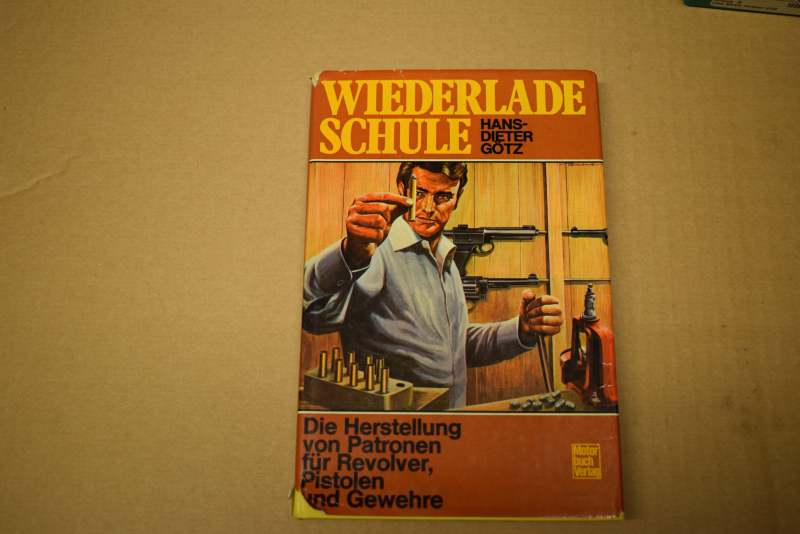 WIEDERLADE
SCHULE
HANS-
DIETER
GÖTZ
Die Herstellung
von Patronen
für Revolver,
Pistolen
und Gewehre
Motor
buch
Verlag